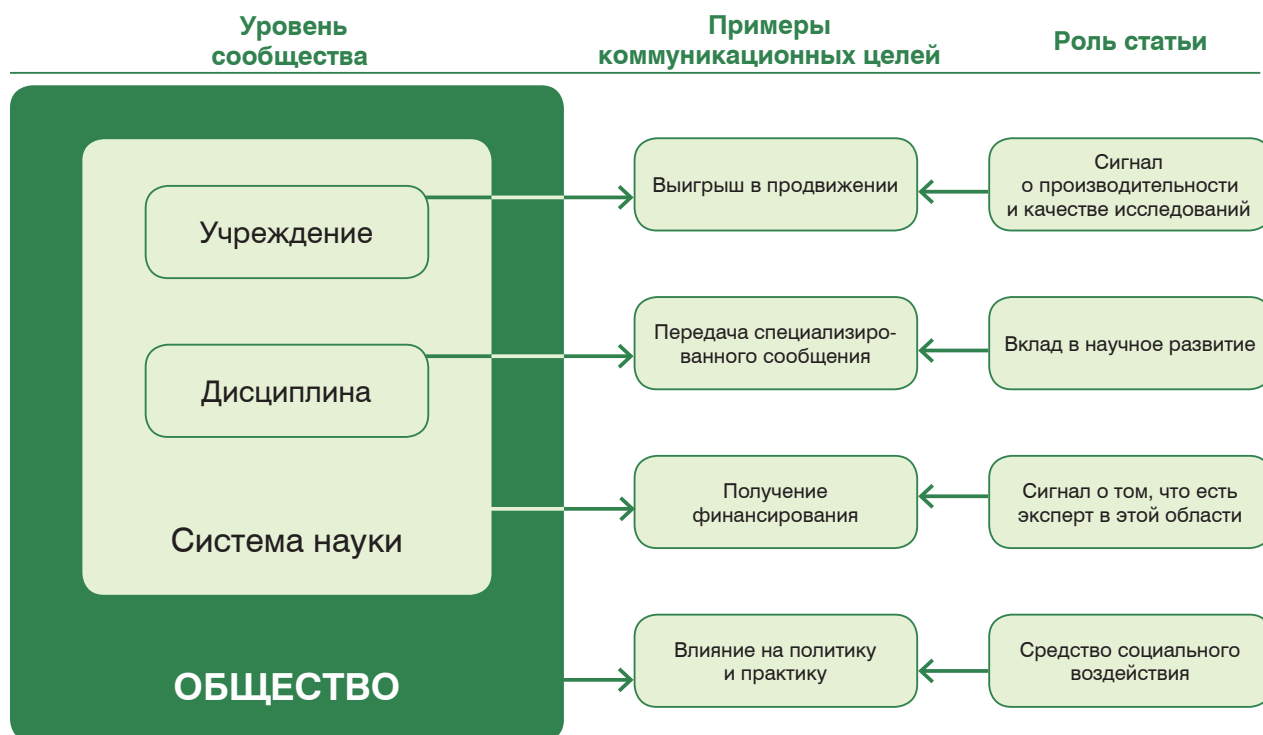 Уровень
сообщества
Примеры
коммуникационных целей
Роль статьи
Учреждение
Выигрыш в продвижении
Сигнал
о производительности
и качестве исследований
Дисциплина
Передача специализиро-
ванного сообщения
Вклад в научное развитие
Система науки
Получение
финансирования
Сигнал о том, что есть
эксперт в этой области
ОБЩЕСТВО
Влияние на политику
и практику
Средство социального
воздействия